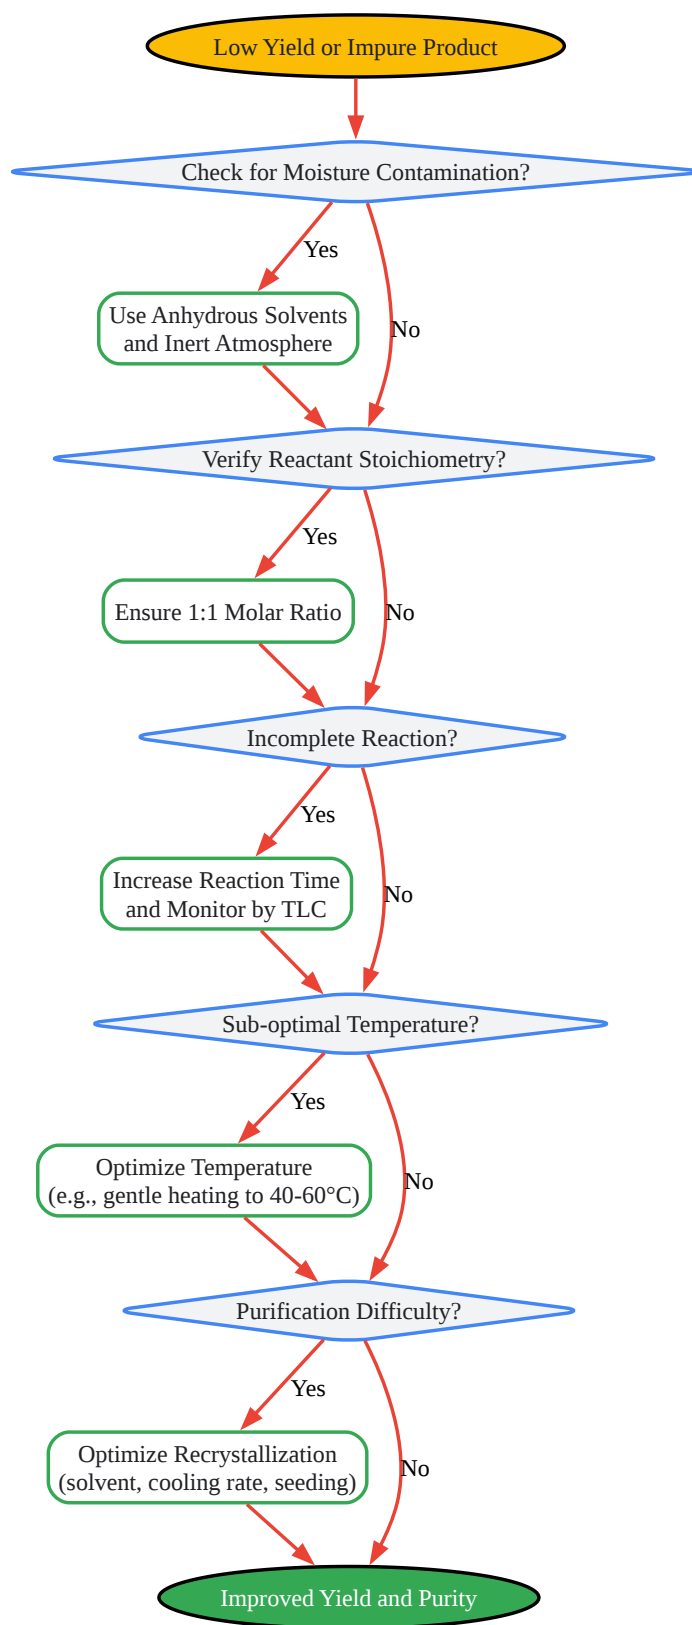 Low Yield or Impure Product
Check for Moisture Contamination?
Yes
Use Anhydrous Solvents
and Inert Atmosphere
No
Verify Reactant Stoichiometry?
Yes
Ensure 1:1 Molar Ratio
No
Incomplete Reaction?
Yes
Increase Reaction Time
and Monitor by TLC
No
Sub-optimal Temperature?
Yes
Optimize Temperature
(e.g., gentle heating to 40-60°C)
No
Purification Difficulty?
Yes
Optimize Recrystallization
(solvent, cooling rate, seeding)
No
Improved Yield and Purity